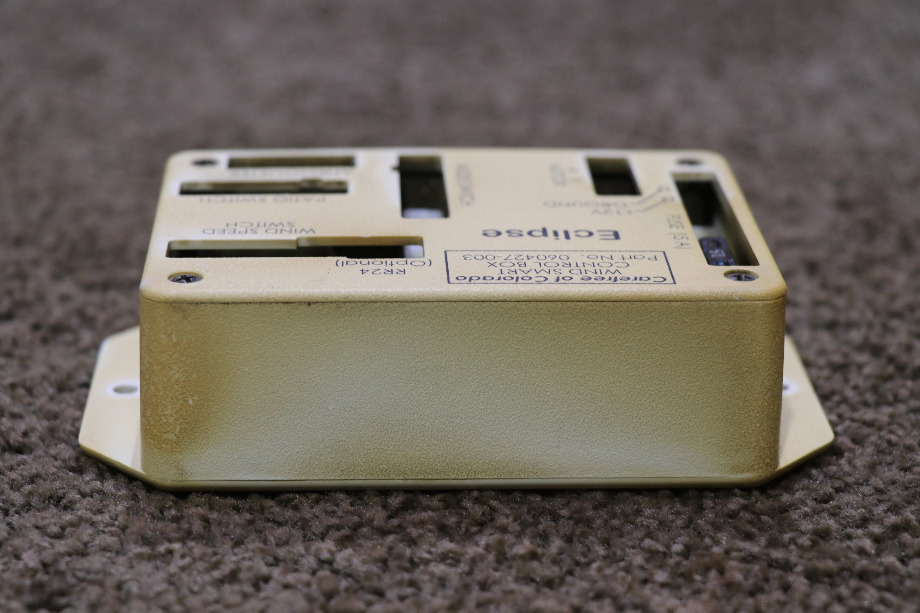 Carefree of Colorado
WIND SMART
CONTROL BOX
Part No. 060427-003
Eclipse
RR24
(Optional)
WIND SPEED
SWITCH
PATIO SWITCH
+12V
GROUND